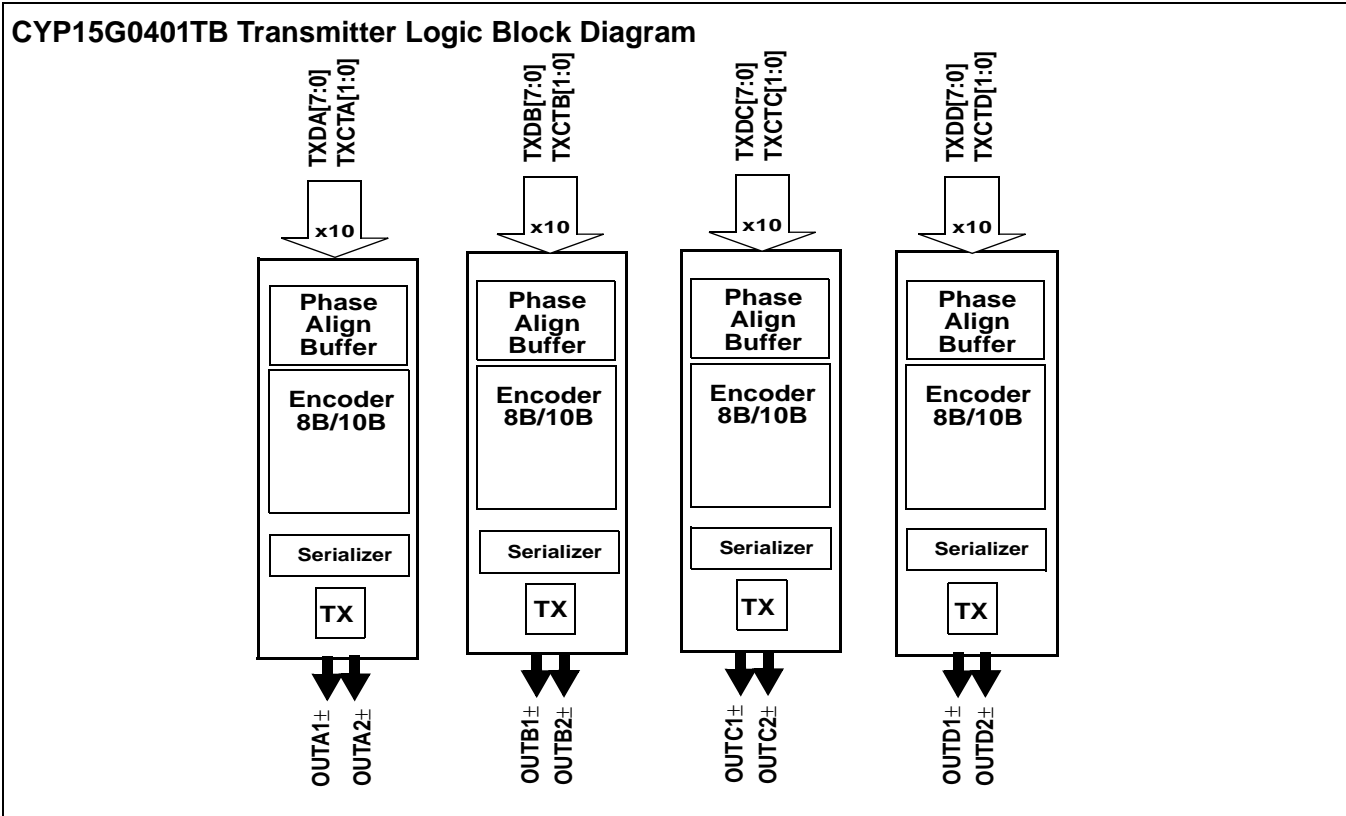 CYP15G0401TB Transmitter Logic Block Diagram
TXDA[7:0]
TXCTA[1:0]
TXDB[7:0]
TXCTB[1:0]
TXDC[7:0]
TXCTC[1:0]
TXDD[7:0]
TXCTD[1:0]
x10
x10
x10
x10
Phase
Align
Buffer
Phase
Align
Buffer
Phase
Align
Buffer
Phase
Align
Buffer
Encoder
8B/10B
Encoder
8B/10B
Encoder
8B/10B
Encoder
8B/10B
Serializer
Serializer
Serializer
Serializer
TX
TX
TX
TX
OUTA1±
OUTA2±
OUTB1±
OUTB2±
OUTC1±
OUTC2±
OUTD1±
OUTD2±